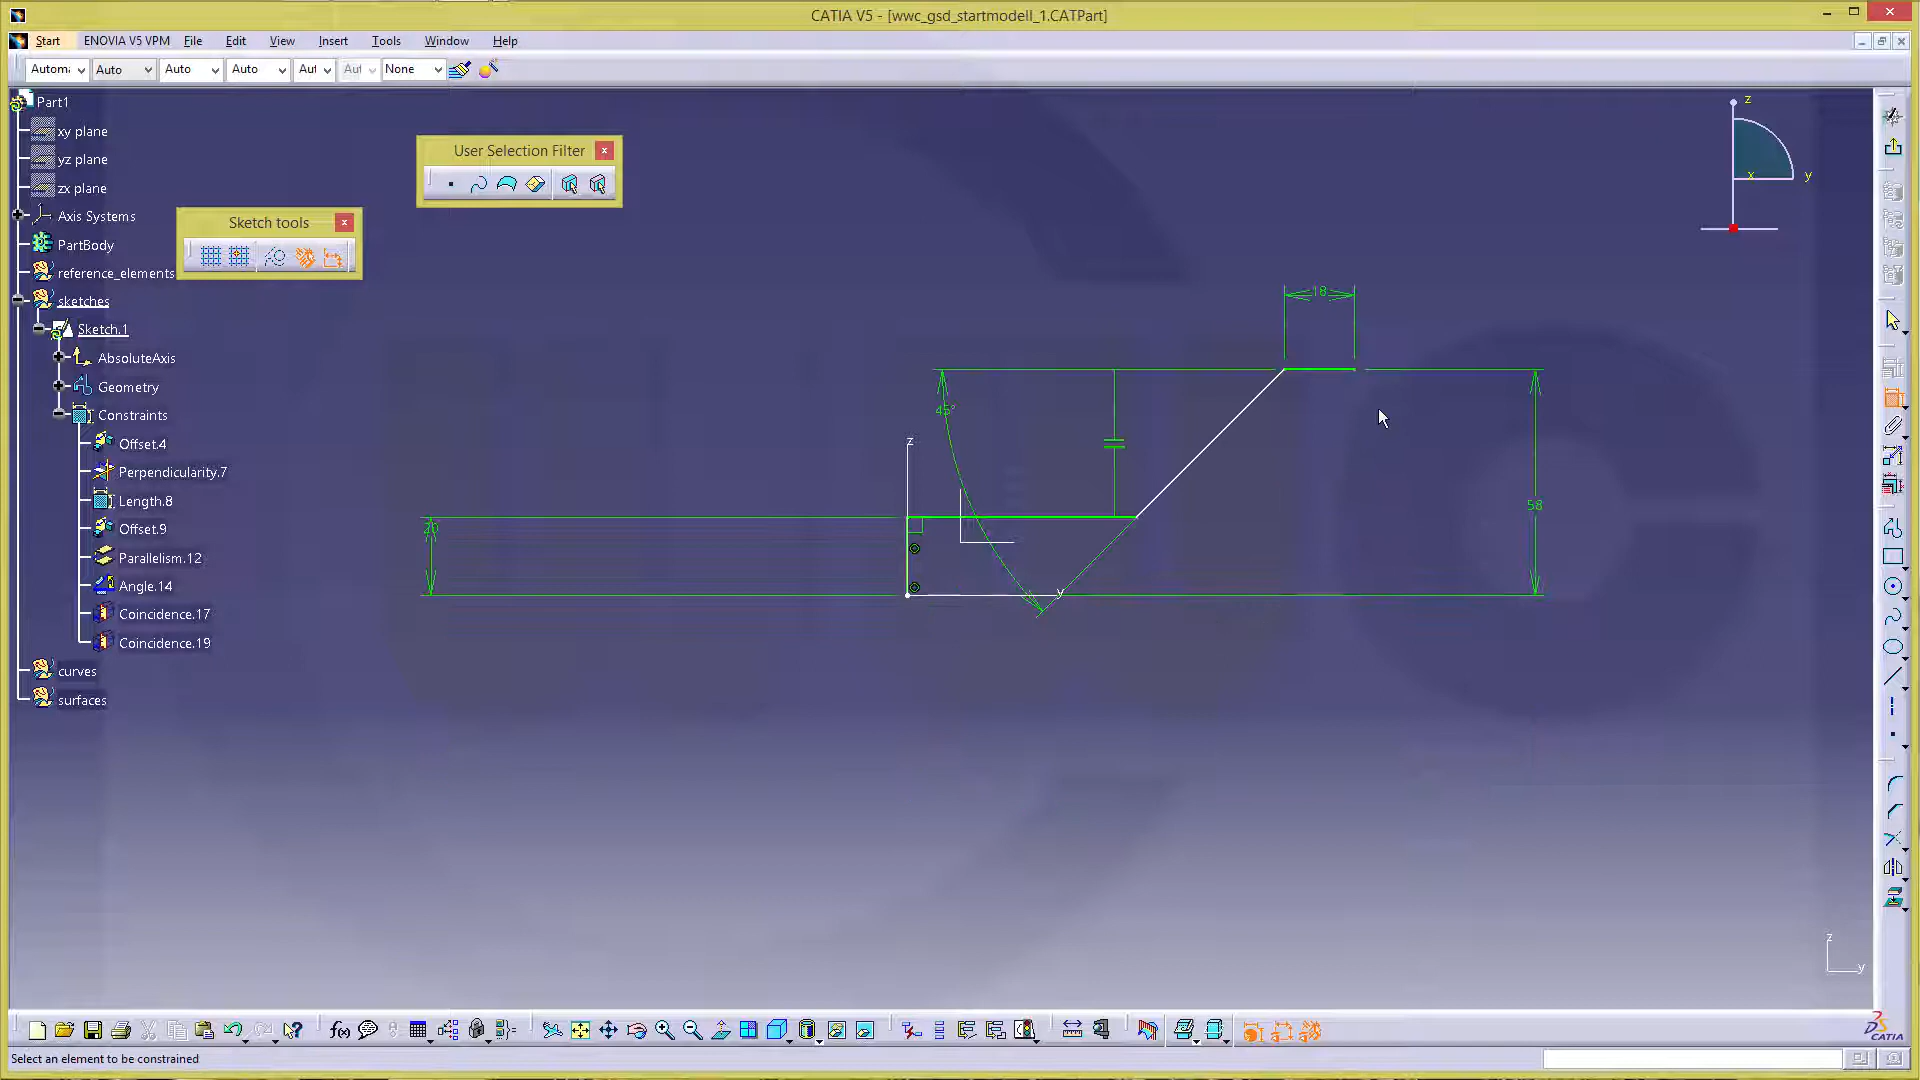 CATIA V5 - [wwc_gsd_startmodell_1.CATPart]
Start ENOVIA V5 VPM File Edit View Insert Tools Window Help
Automa Auto Auto Auto Aut Aut None
Part1
xy plane
yz plane
zx plane
Axis Systems
PartBody
reference_elements
sketches
Sketch.1
AbsoluteAxis
Geometry
Constraints
Offset.4
Perpendicularity.7
Length.8
Offset.9
Parallelism.12
Angle.14
Coincidence.17
Coincidence.19
curves
surfaces
User Selection Filter
Sketch tools
z
x
y
18
45°
z
58
20
y
z
y
f(x)
CATIA
Select an element to be constrained